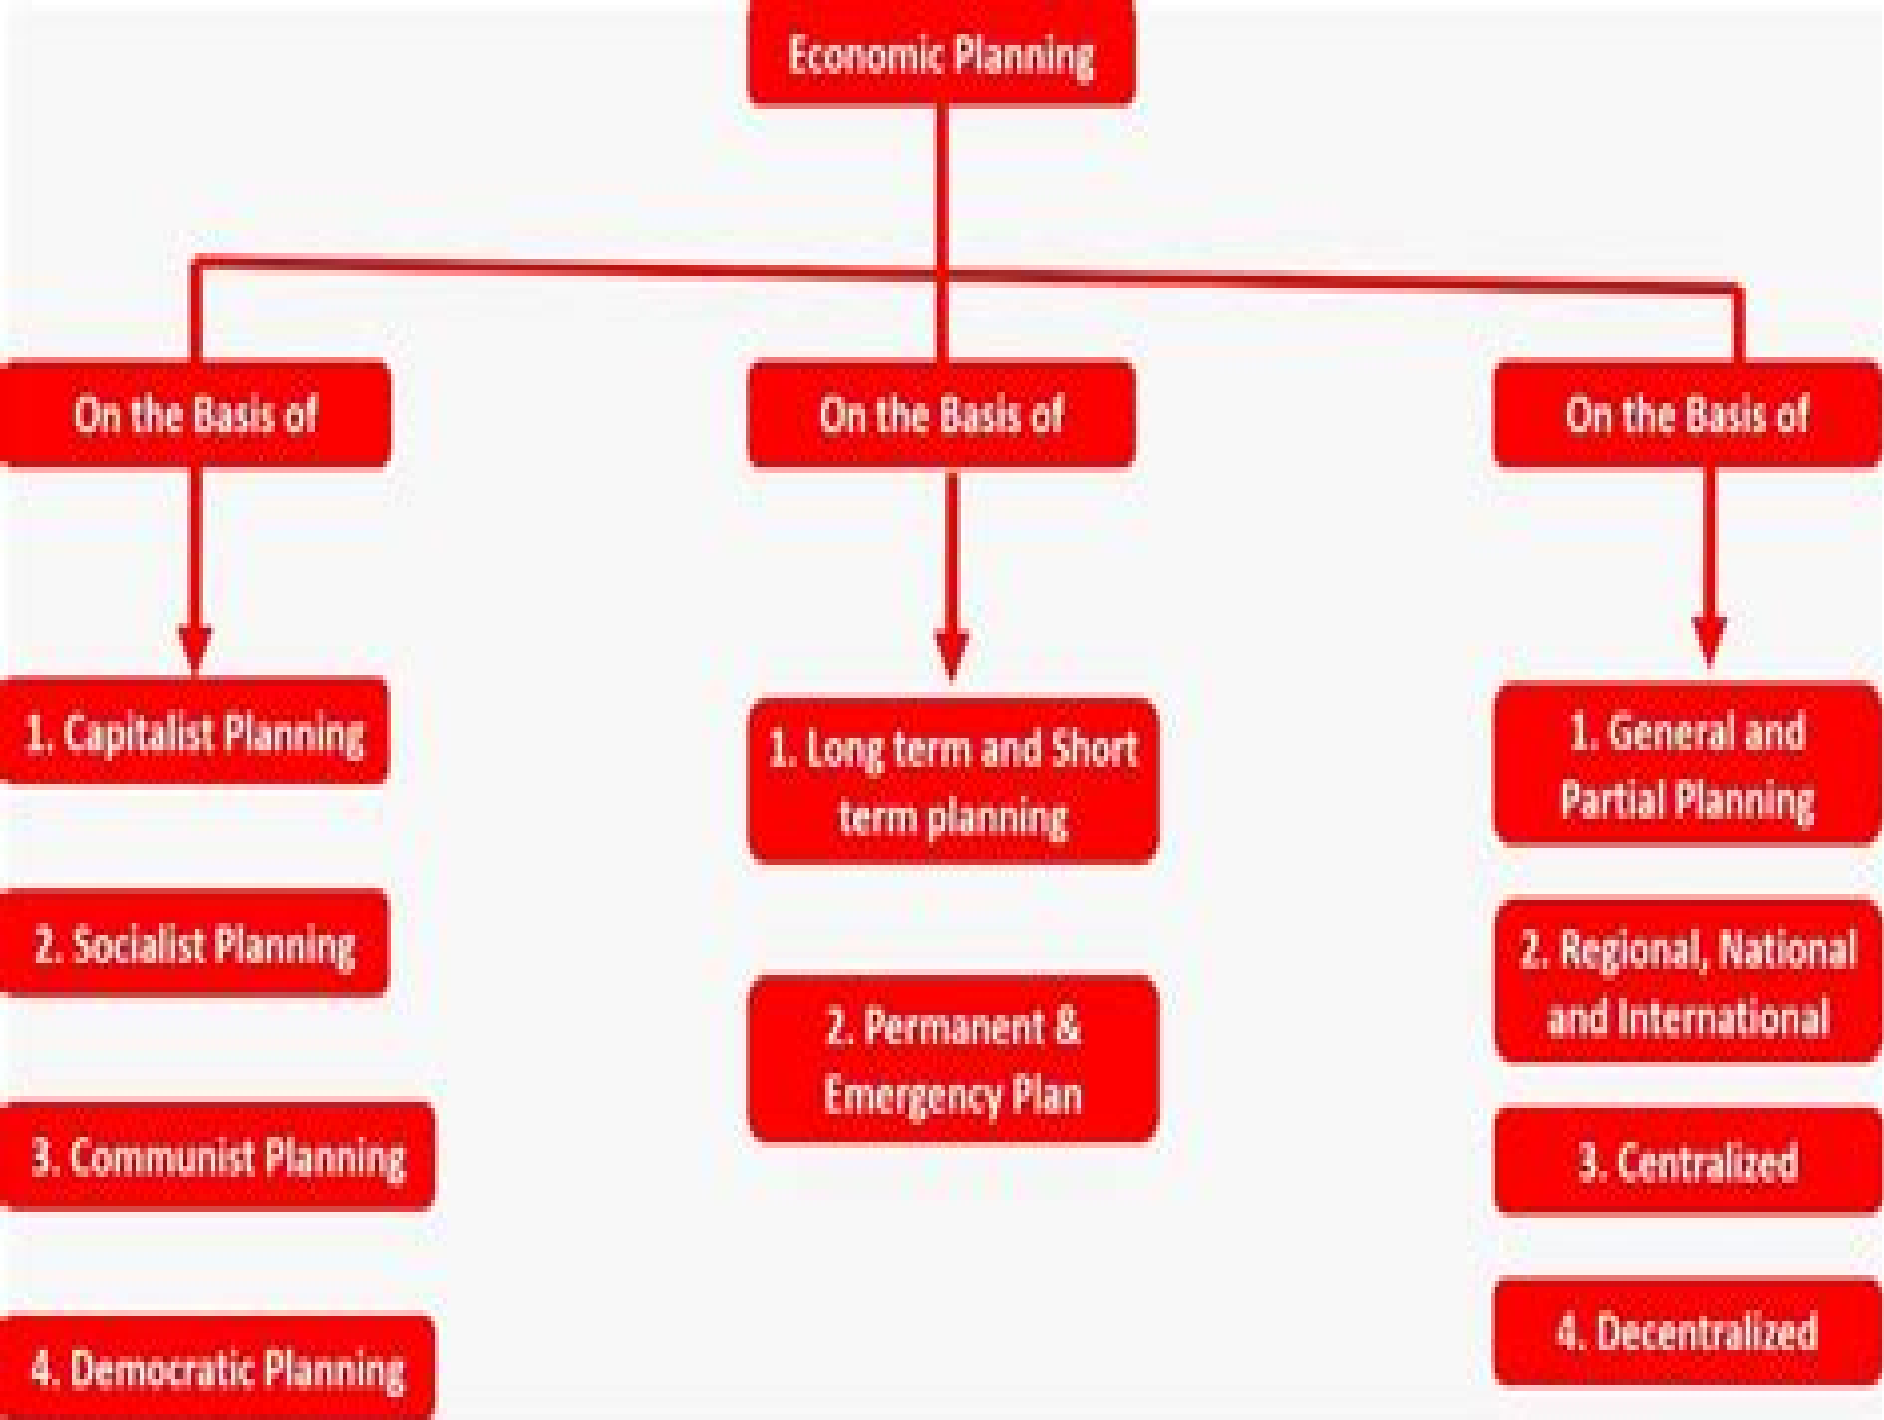 Economic Planning
On the Basis of
On the Basis of
On the Basis of
1. Capitalist Planning
2. Socialist Planning
3. Communist Planning
4. Democratic Planning
1. Long term and Short
term planning
2. Permanent &
Emergency Plan
1. General and
Partial Planning
2. Regional, National
and International
3. Centralized
4. Decentralized